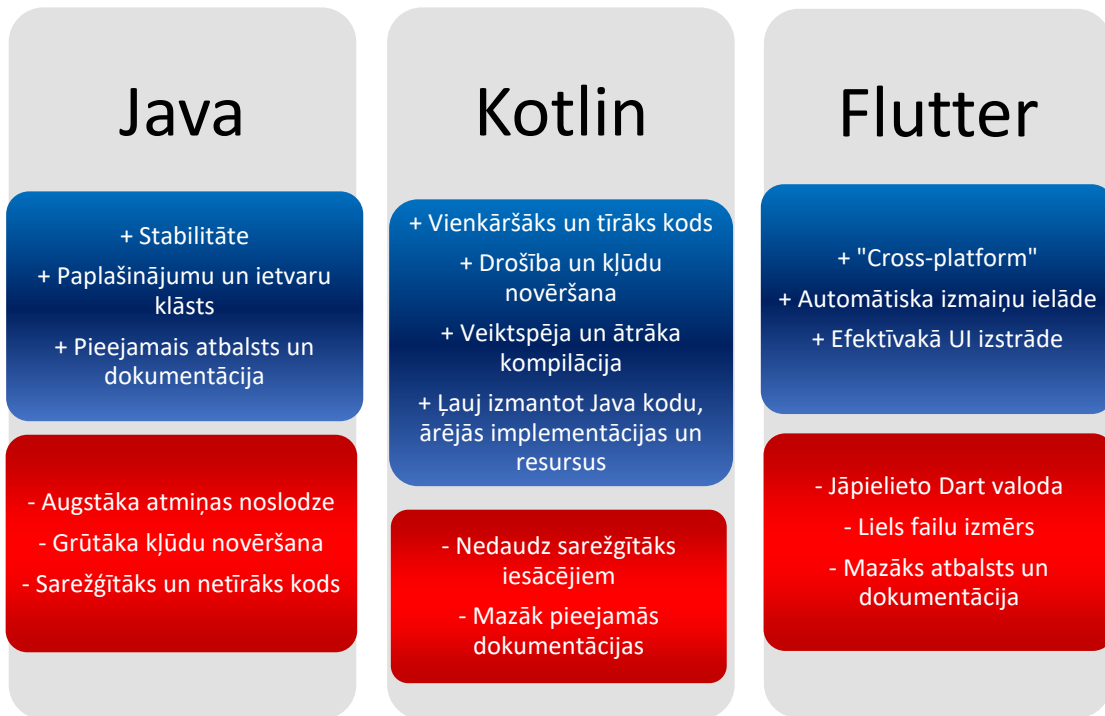 Java
+ Stabilitāte
+ Paplašinājumu un ietvaru
klāsts
+ Pieejamais atbalsts un
dokumentācija
- Augstāka atmiņas noslodze
- Grūtāka kļūdu novēršana
- Sarežģītāks un netīrāks kods
Kotlin
+ Vienkāršāks un tīrāks kods
+ Drošība un kļūdu
novēršana
+ Veiktspēja un ātrāka
kompilācija
+ Ļauj izmantot Java kodu,
ārējās implementācijas un
resursus
- Nedaudz sarežgītāks
iesācējiem
- Mazāk pieejamās
dokumentācijas
Flutter
+ "Cross-platform"
+ Automātiska izmaiņu ielāde
+ Efektīvakā UI izstrāde
- Jāpielieto Dart valoda
- Liels failu izmērs
- Mazāks atbalsts un
dokumentācija